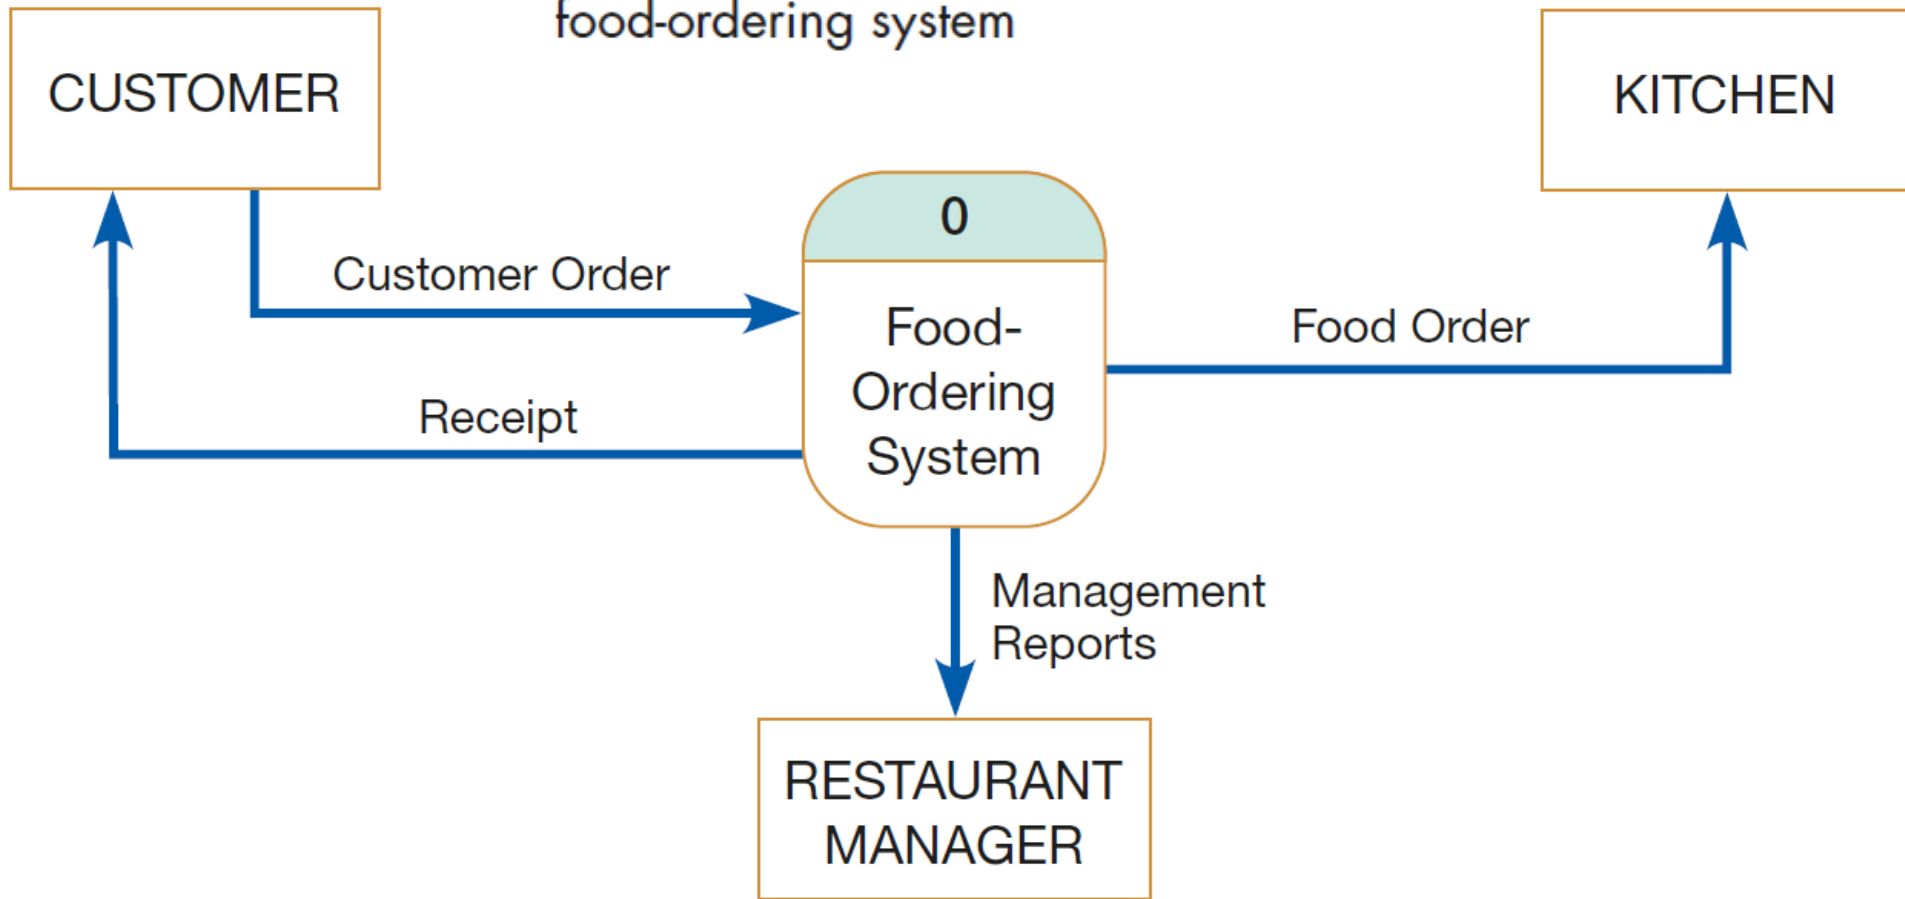 food-ordering system
CUSTOMER
KITCHEN
0
Customer Order
Food-
Ordering
System
Food Order
Receipt
Management
Reports
RESTAURANT
MANAGER